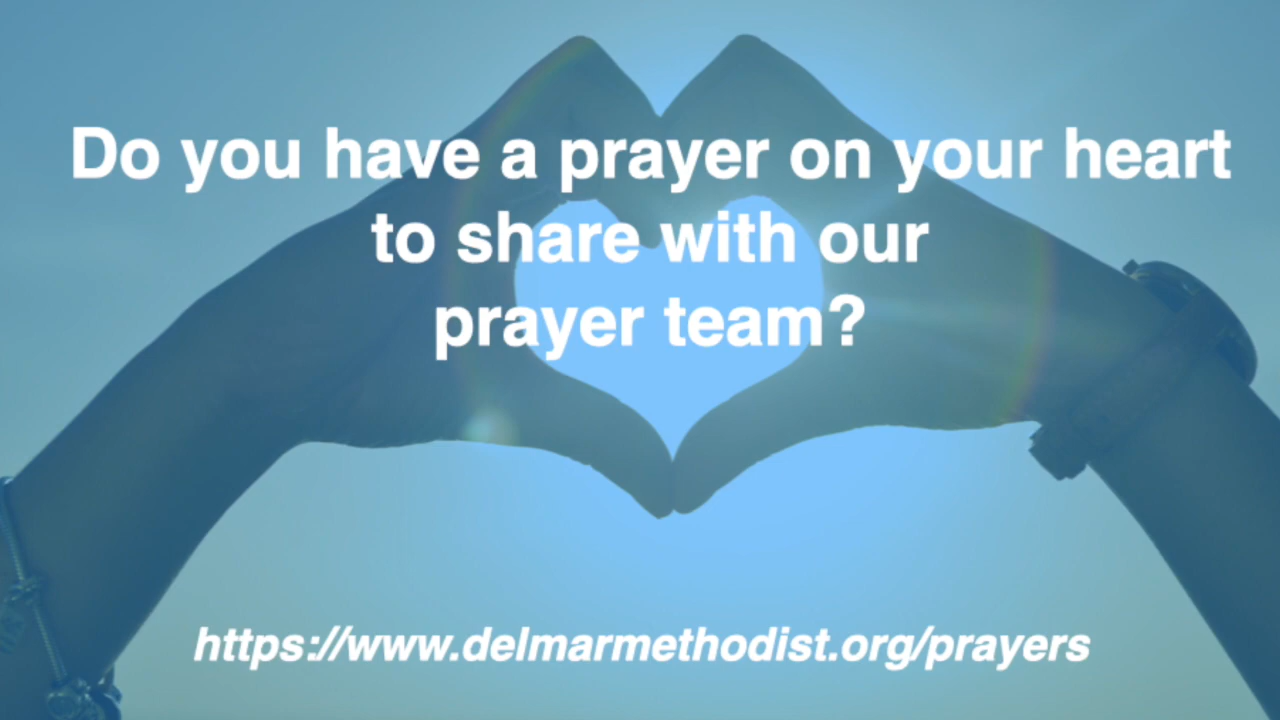 Do you have a prayer on your heart
to share with our
prayer team?
https://www.delmarmethodist.org/prayers